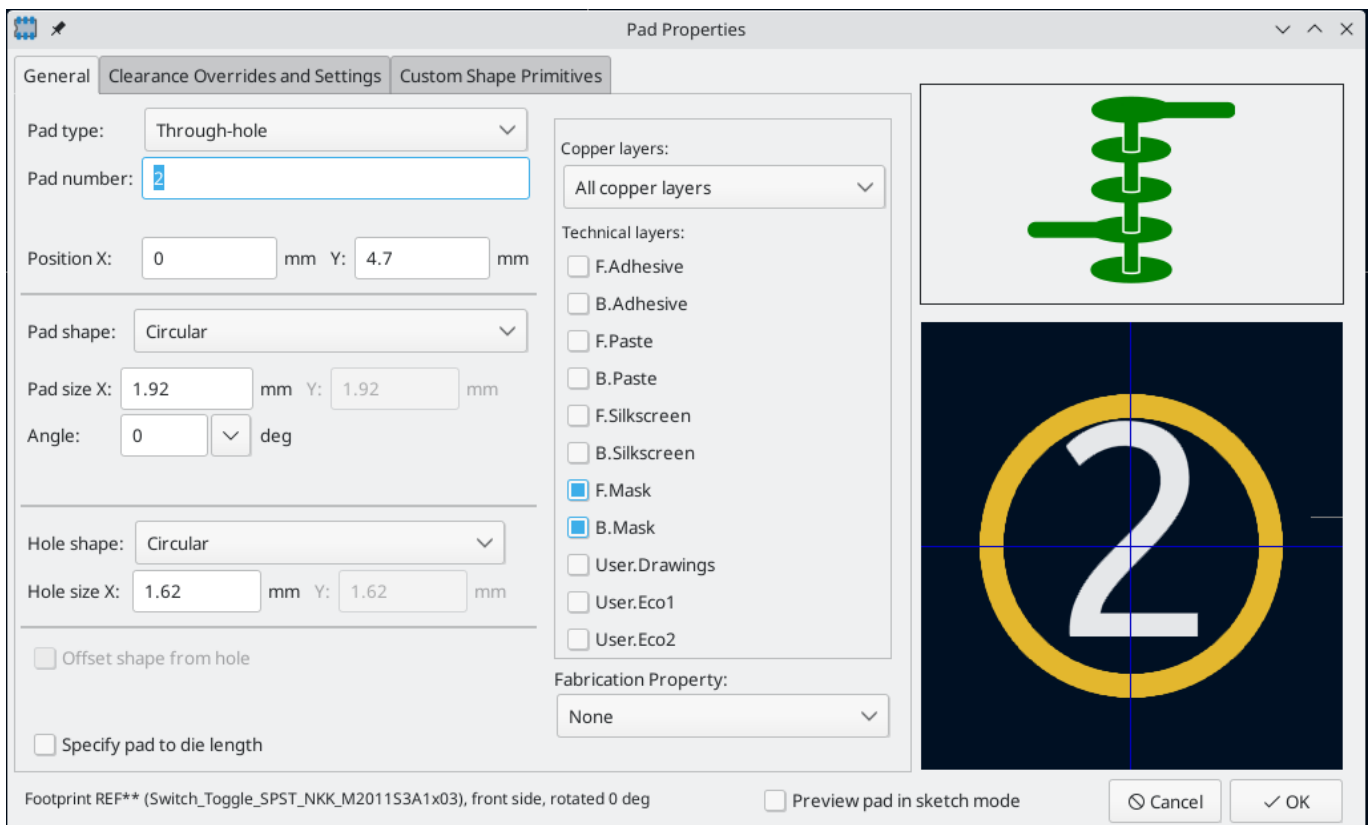 Pad Properties
General Clearance Overrides and Settings Custom Shape Primitives
Pad type: Through-hole
Pad number: 2
Position X: 0 mm Y: 4.7 mm
Pad shape: Circular
Pad size X: 1.92 mm Y: 1.92 mm
Angle: 0 deg
Hole shape: Circular
Hole size X: 1.62 mm Y: 1.62 mm
Offset shape from hole
Specify pad to die length
Copper layers:
All copper layers
Technical layers:
F.Adhesive
B.Adhesive
F.Paste
B.Paste
F.Silkscreen
B.Silkscreen
F.Mask
B.Mask
User.Drawings
User.Eco1
User.Eco2
Fabrication Property:
None
2
Footprint REF** (Switch_Toggle_SPST_NKK_M2011S3A1x03), front side, rotated 0 deg
Preview pad in sketch mode
Cancel
OK